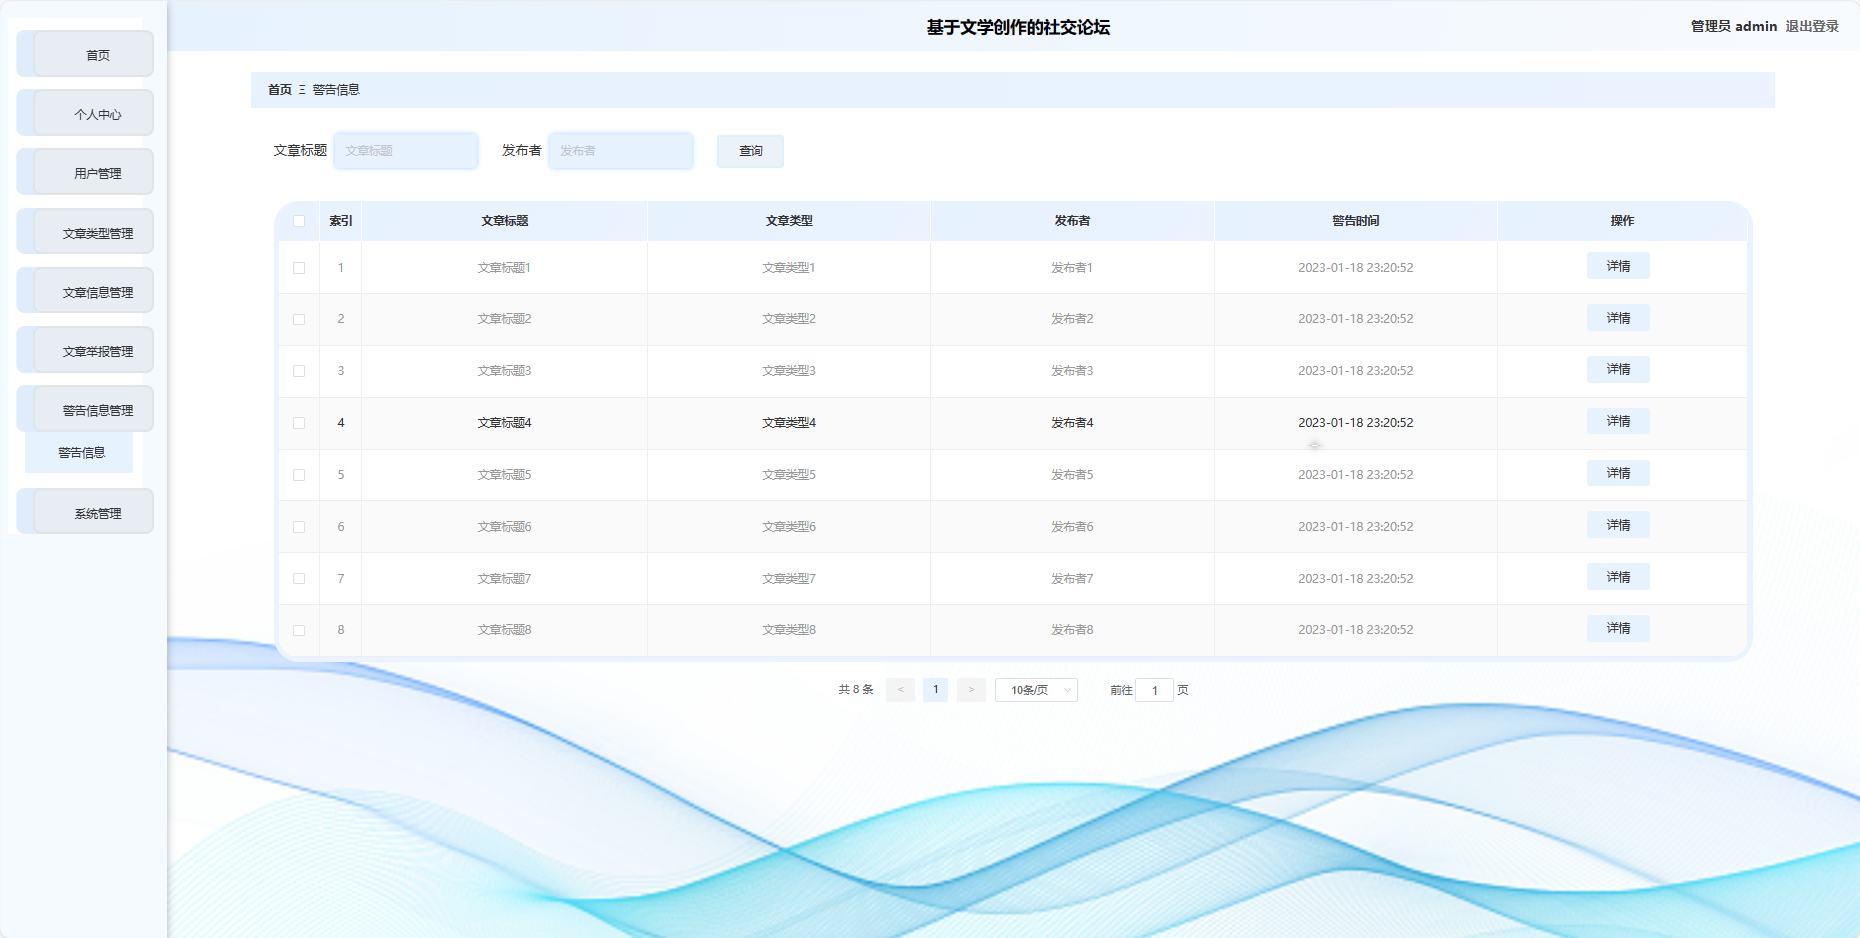 基于文学创作的社交论坛
管理员 admin 退出登录
首页
个人中心
用户管理
文章类型管理
文章信息管理
文章举报管理
警告信息管理
警告信息
系统管理
首页 Ξ 警告信息
文章标题 文章标题 发布者 发布者 查询
索引 文章标题 文章类型 发布者 警告时间 操作
1 文章标题1 文章类型1 发布者1 2023-01-18 23:20:52 详情
2 文章标题2 文章类型2 发布者2 2023-01-18 23:20:52 详情
3 文章标题3 文章类型3 发布者3 2023-01-18 23:20:52 详情
4 文章标题4 文章类型4 发布者4 2023-01-18 23:20:52 详情
5 文章标题5 文章类型5 发布者5 2023-01-18 23:20:52 详情
6 文章标题6 文章类型6 发布者6 2023-01-18 23:20:52 详情
7 文章标题7 文章类型7 发布者7 2023-01-18 23:20:52 详情
8 文章标题8 文章类型8 发布者8 2023-01-18 23:20:52 详情
共 8 条 < 1 > 10条/页 前往 1 页